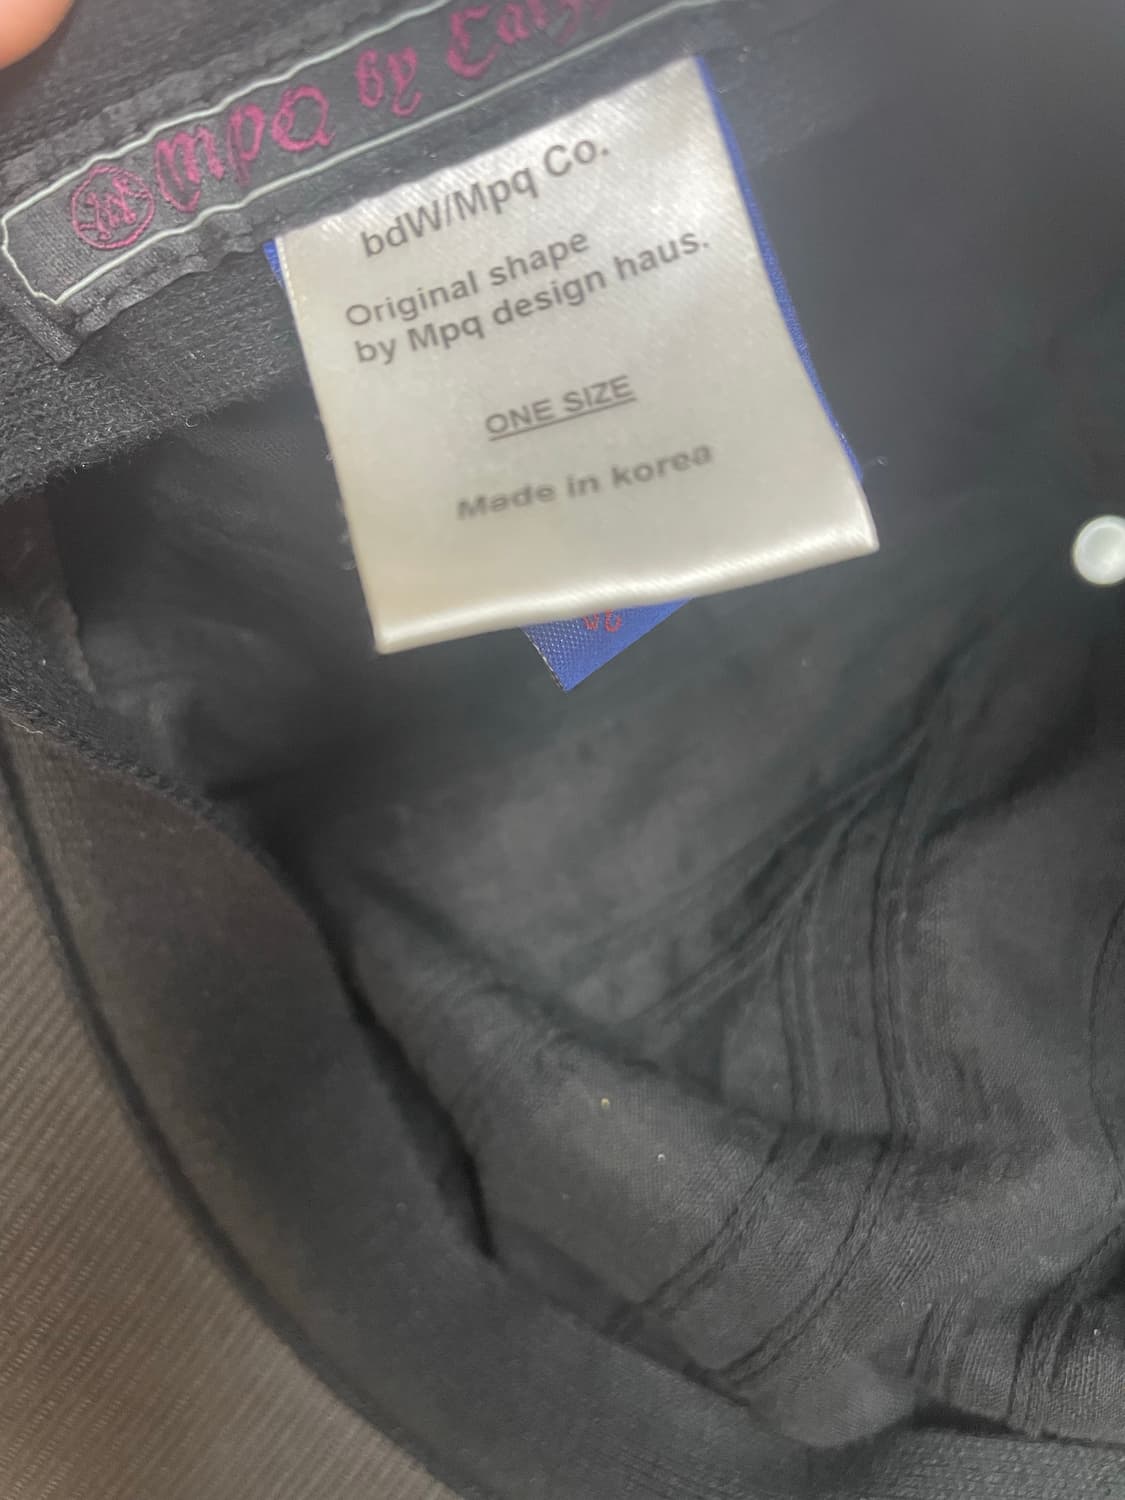 Mpq by
bdW/Mpq Co.
Original shape
by Mpq design haus.
ONE SIZE
Made in korea